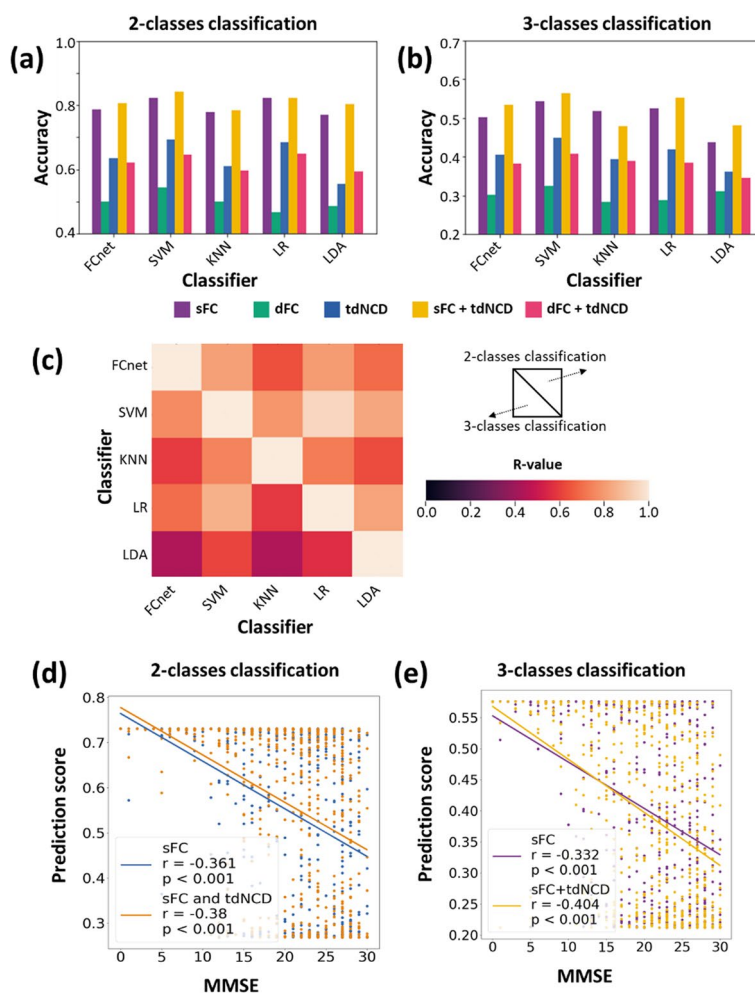 2-classes classification
(a)
Accuracy
1.0
0.8
0.6
0.4
FCnet
SVM
KNN
LR
LDA
Classifier
3-classes classification
(b)
Accuracy
0.7
0.6
0.5
0.4
0.3
0.2
FCnet
SVM
KNN
LR
LDA
Classifier
sFC
dFC
tdNCD
sFC + tdNCD
dFC + tdNCD
(c)
Classifier
FCnet
SVM
KNN
LR
LDA
FCnet
SVM
KNN
LR
LDA
Classifier
2-classes classification
3-classes classification
R-value
0.0 0.2 0.4 0.6 0.8 1.0
2-classes classification
(d)
Prediction score
0.8
0.7
0.6
0.5
0.4
0.3
sFC
r = -0.361
p < 0.001
sFC and tdNCD
r = -0.38
p < 0.001
0 5 10 15 20 25 30
MMSE
3-classes classification
(e)
Prediction score
0.55
0.50
0.45
0.40
0.35
0.30
0.25
0.20
sFC
r = -0.332
p < 0.001
sFC+tdNCD
r = -0.404
p < 0.001
0 5 10 15 20 25 30
MMSE